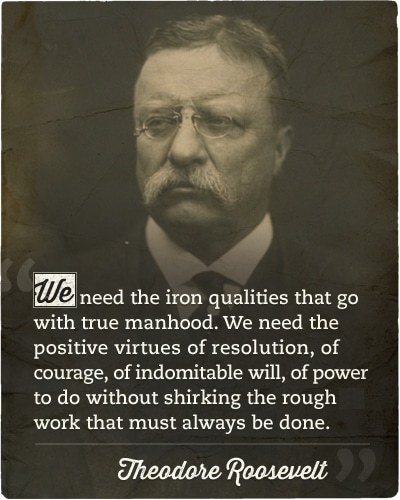 We need the iron qualities that go
with true manhood. We need the
positive virtues of resolution, of
courage, of indomitable will, of power
to do without shirking the rough
work that must always be done.
Theodore Roosevelt